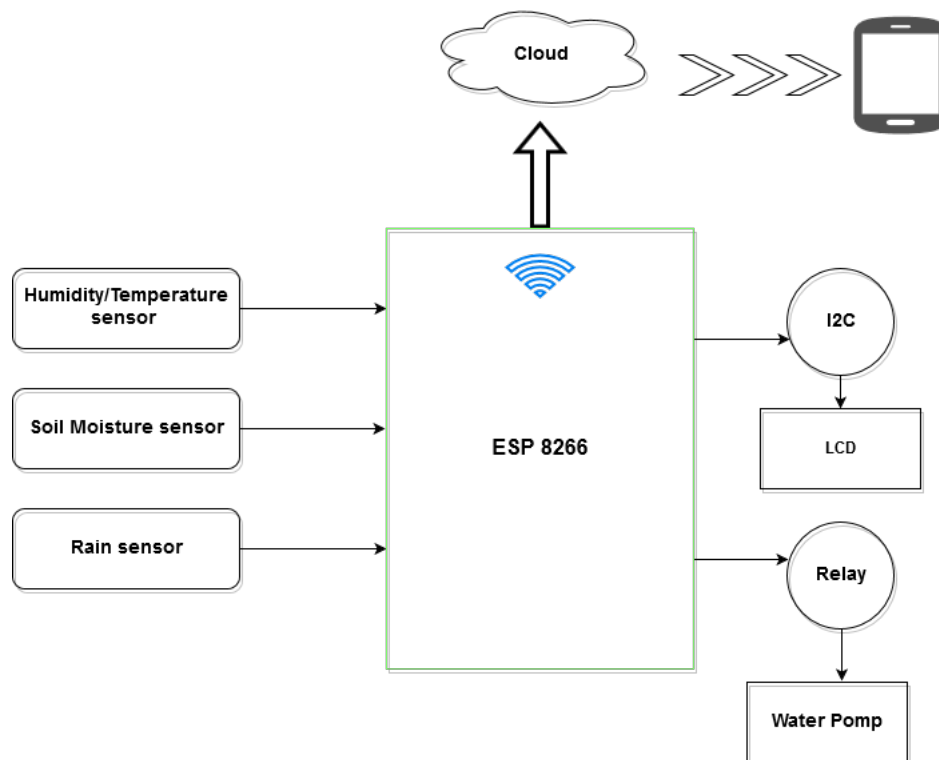 Cloud
Humidity/Temperature
sensor
Soil Moisture sensor
Rain sensor
ESP 8266
I2C
LCD
Relay
Water Pomp